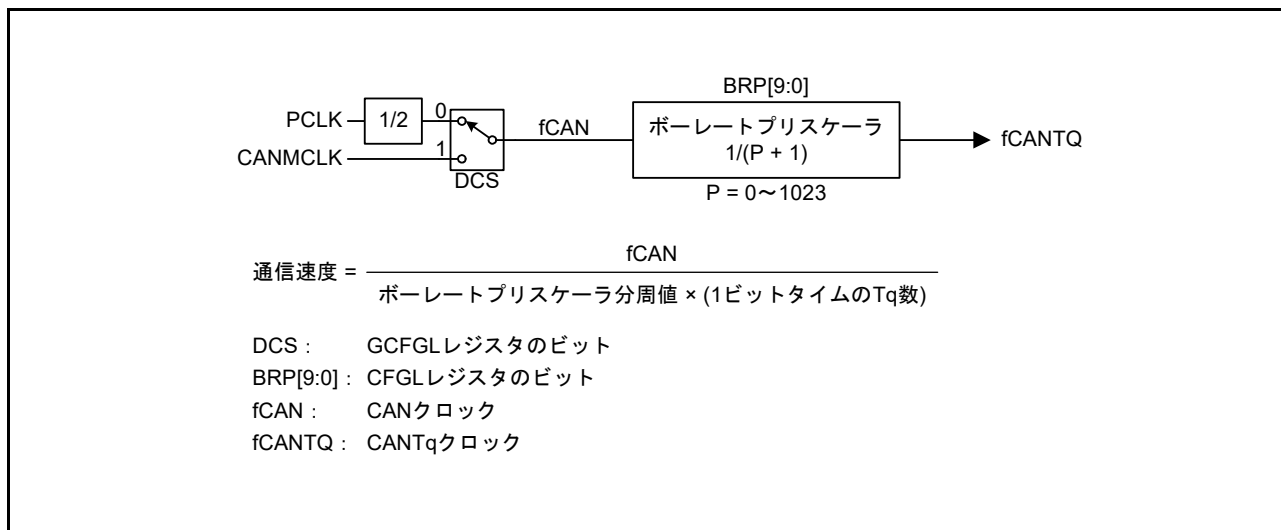 BRP[9:0]
PCLK
1/2
0
fCAN
ボーレートプリスケーラ
1/(P + 1)
fCANTQ
CANMCLK
1
DCS
P = 0～1023
通信速度 =
fCAN
ボーレートプリスケーラ分周値 × (1ビットタイムのTq数)
DCS : GCFGLレジスタのビット
BRP[9:0] : CFGLレジスタのビット
fCAN : CANクロック
fCANTQ : CANTqクロック